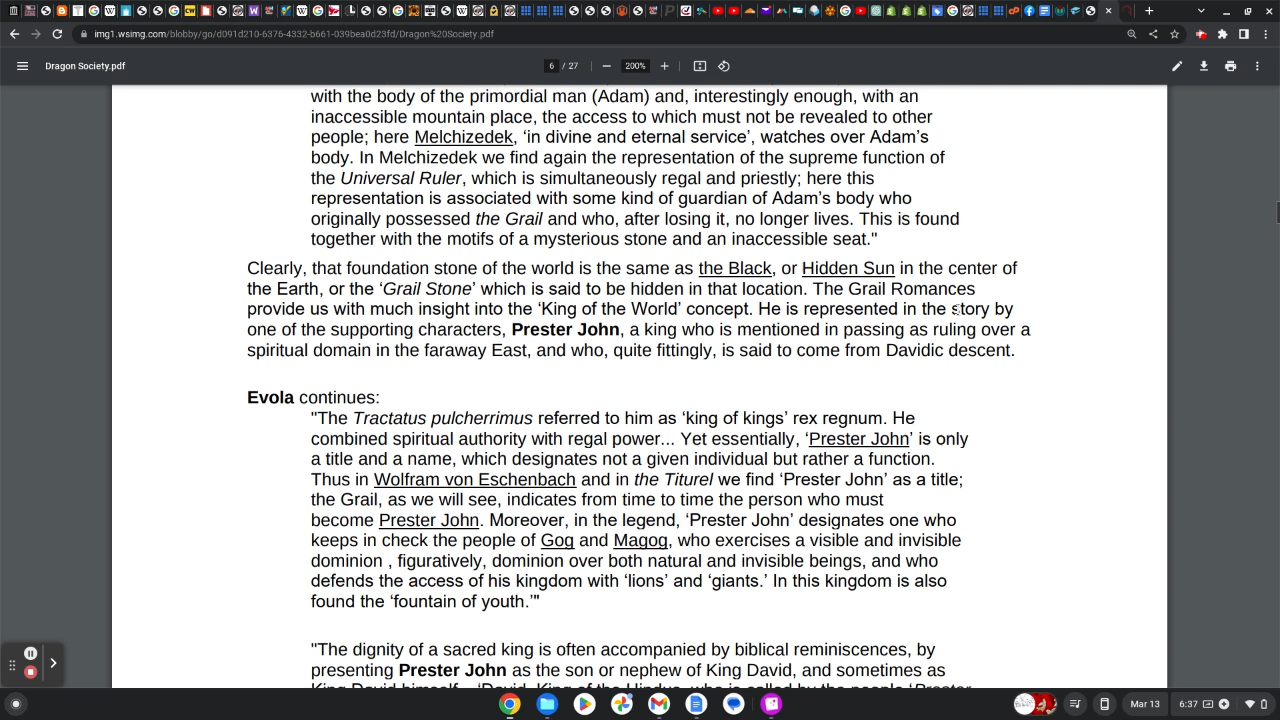 img1.wsimg.com/blobby/go/d091d210-6376-4332-b661-039bea0d23fd/Dragon%20Society.pdf
Dragon Society.pdf
6 / 27
200%
with the body of the primordial man (Adam) and, interestingly enough, with an
inaccessible mountain place, the access to which must not be revealed to other
people; here Melchizedek, ‘in divine and eternal service’, watches over Adam’s
body. In Melchizedek we find again the representation of the supreme function of
the Universal Ruler, which is simultaneously regal and priestly; here this
representation is associated with some kind of guardian of Adam’s body who
originally possessed the Grail and who, after losing it, no longer lives. This is found
together with the motifs of a mysterious stone and an inaccessible seat."
Clearly, that foundation stone of the world is the same as the Black, or Hidden Sun in the center of
the Earth, or the ‘Grail Stone’ which is said to be hidden in that location. The Grail Romances
provide us with much insight into the ‘King of the World’ concept. He is represented in the story by
one of the supporting characters, Prester John, a king who is mentioned in passing as ruling over a
spiritual domain in the faraway East, and who, quite fittingly, is said to come from Davidic descent.
Evola continues:
"The Tractatus pulcherrimus referred to him as ‘king of kings’ rex regnum. He
combined spiritual authority with regal power... Yet essentially, ‘Prester John’ is only
a title and a name, which designates not a given individual but rather a function.
Thus in Wolfram von Eschenbach and in the Titurel we find ‘Prester John’ as a title;
the Grail, as we will see, indicates from time to time the person who must
become Prester John. Moreover, in the legend, ‘Prester John’ designates one who
keeps in check the people of Gog and Magog, who exercises a visible and invisible
dominion , figuratively, dominion over both natural and invisible beings, and who
defends the access of his kingdom with ‘lions’ and ‘giants.’ In this kingdom is also
found the ‘fountain of youth.’"
"The dignity of a sacred king is often accompanied by biblical reminiscences, by
presenting Prester John as the son or nephew of King David, and sometimes as
King David himself... ‘David, King of the Hindus, who is called by the people ‘Prester
Mar 13
6:37